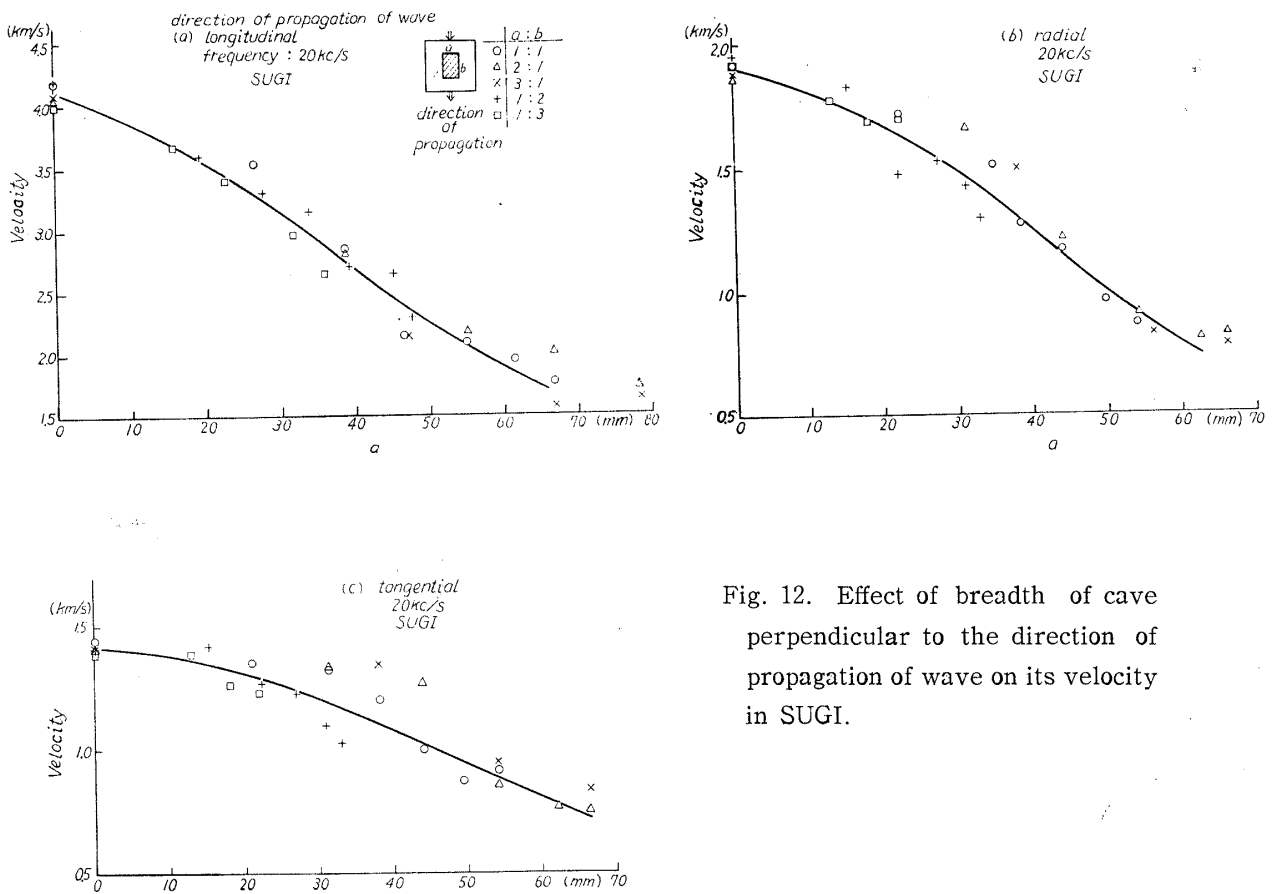 direction of propagation of wave
(km/s)
(a) longitudinal
frequency : 20kc/s
SUGI
a : b
○ 1 : 1
△ 2 : 1
× 3 : 1
+ 1 : 2
□ 1 : 3
a
b
direction
of
propagation
4.5
4.0
3.5
3.0
2.5
2.0
1.5
Velocity
0 10 20 30 40 50 60 70 (mm) 80
a
(km/s)
(b) radial
20kc/s
SUGI
2.0
1.5
1.0
0.5
Velocity
0 10 20 30 40 50 60 (mm) 70
a
(km/s)
(c) tangential
20kc/s
SUGI
1.5
1.0
0.5
Velocity
0 10 20 30 40 50 60 (mm) 70
Fig. 12. Effect of breadth of cave
perpendicular to the direction of
propagation of wave on its velocity
in SUGI.